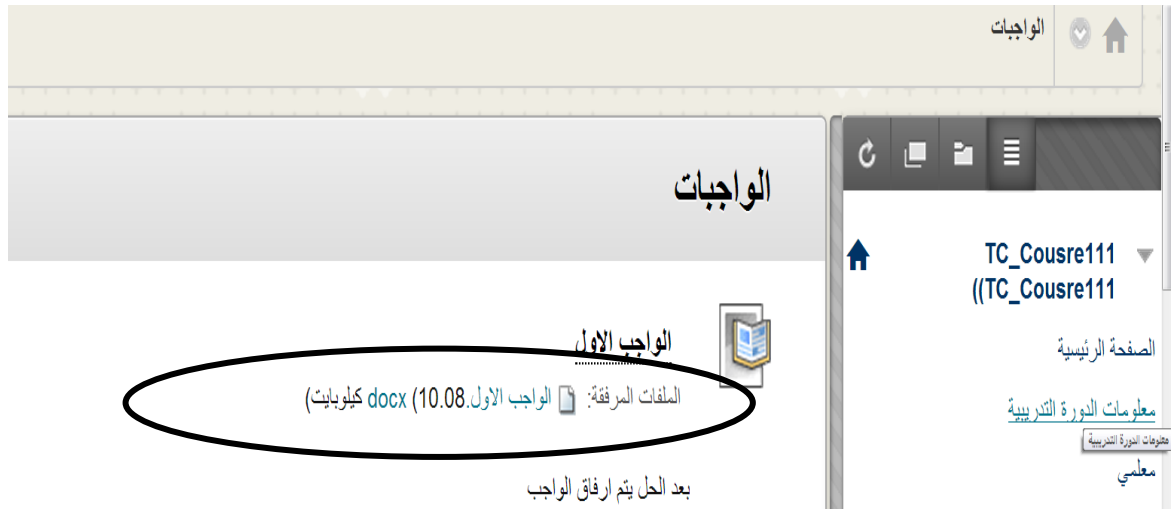 الواجبات
الواجبات
TC_Cousre111
((TC_Cousre111
الصفحة الرئيسية
معلومات الدورة التدريبية
معلومات الدورة التدريبية
معلمي
الواجب الاول
الملفات المرفقة: الواجب الاول.docx (10.08 كيلوبايت)
بعد الحل يتم ارفاق الواجب